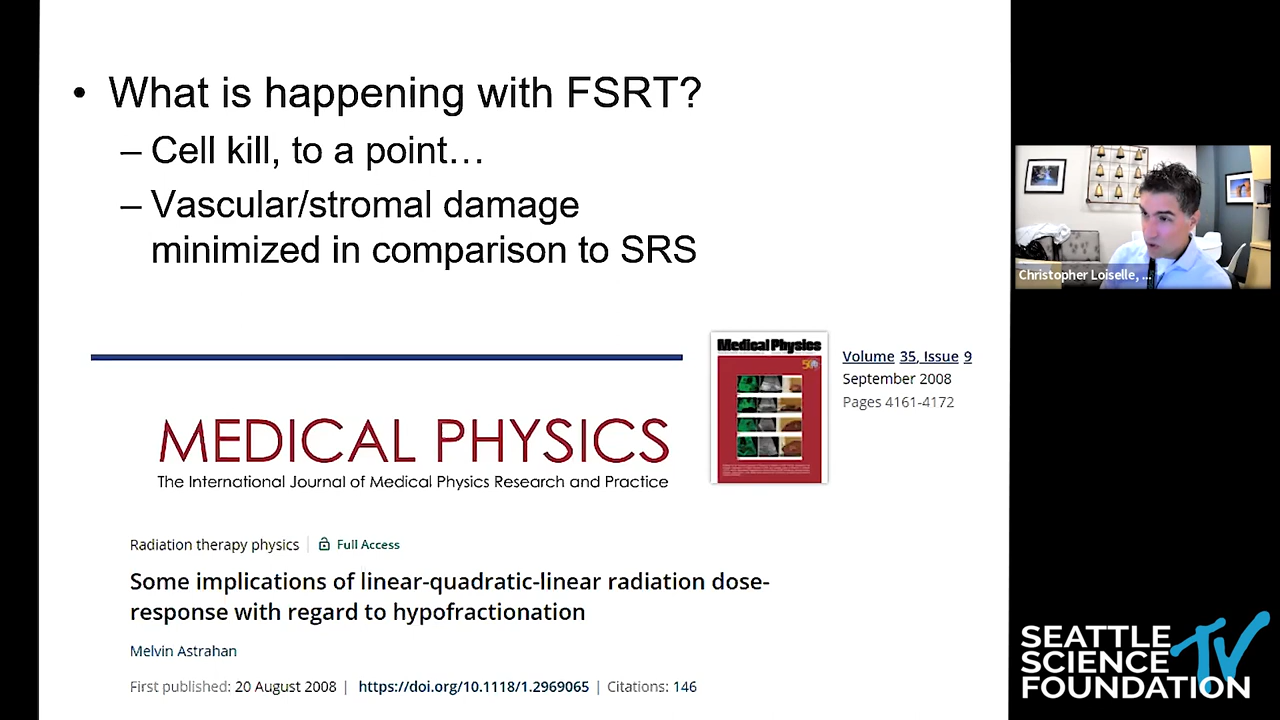 • What is happening with FSRT?
– Cell kill, to a point…
– Vascular/stromal damage
minimized in comparison to SRS
Christopher Loiselle, ...
Medical Physics
50
Volume 35, Issue 9
September 2008
Pages 4161-4172
MEDICAL PHYSICS
The International Journal of Medical Physics Research and Practice
Radiation therapy physics | Full Access
Some implications of linear-quadratic-linear radiation dose-
response with regard to hypofractionation
Melvin Astrahan
First published: 20 August 2008 | https://doi.org/10.1118/1.2969065 | Citations: 146
SEATTLE
SCIENCE
FOUNDATION
TV